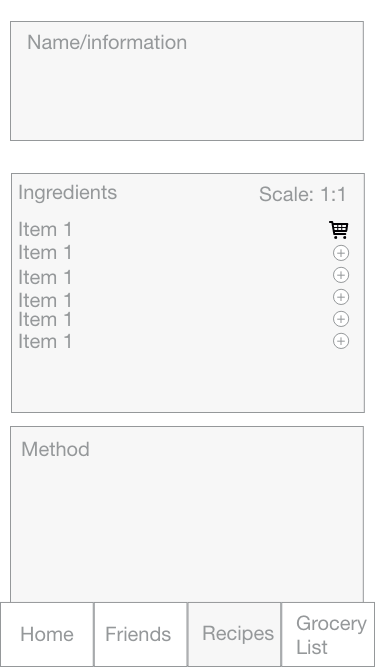 Name/information
Ingredients
Scale: 1:1
Item 1
Item 1
Item 1
Item 1
Item 1
Item 1
Method
Home
Friends
Recipes
Grocery
List